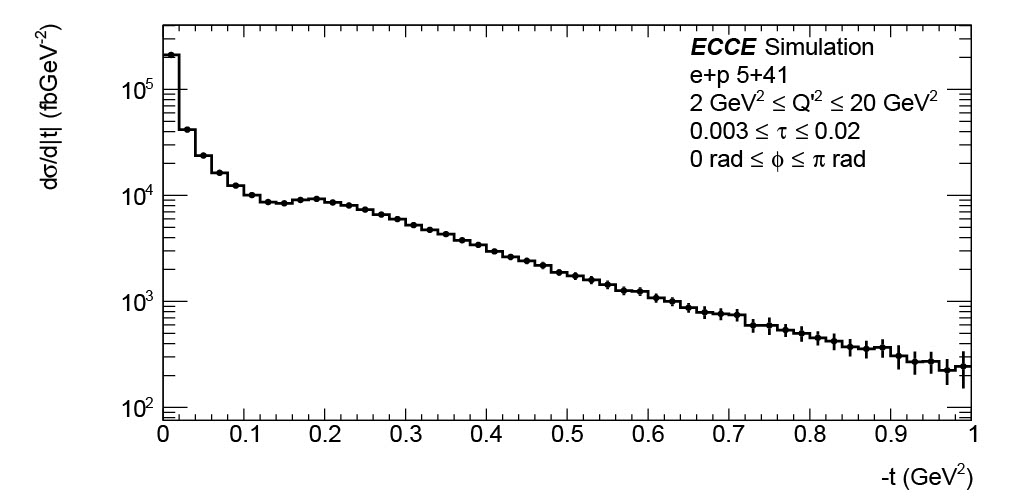 dσ/d|t| (fbGeV⁻²)
ECCE Simulation
e+p 5+41
2 GeV² ≤ Q'² ≤ 20 GeV²
0.003 ≤ τ ≤ 0.02
0 rad ≤ ϕ ≤ π rad
10⁵
10⁴
10³
10²
0 0.1 0.2 0.3 0.4 0.5 0.6 0.7 0.8 0.9 1
-t (GeV²)